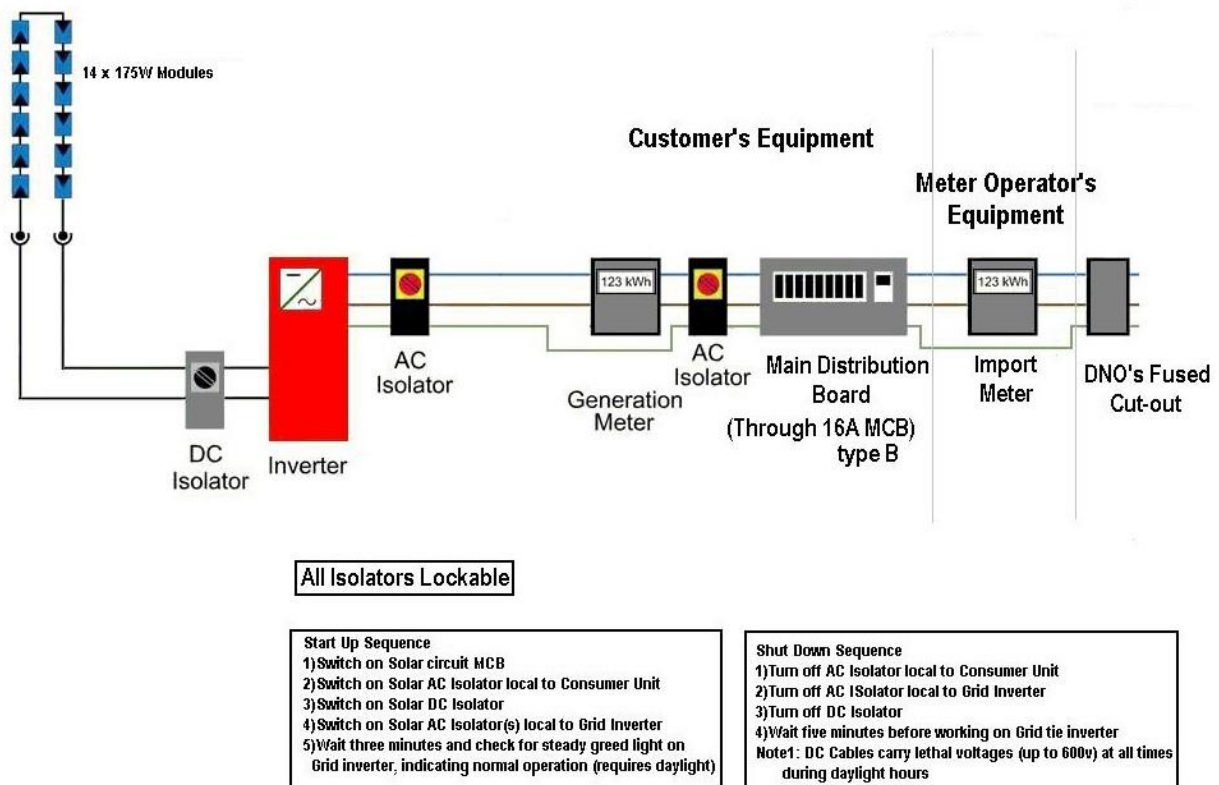 14 x 175W Modules
Customer's Equipment
Meter Operator's
Equipment
123 kWh
123 kWh
AC
Isolator
Generation
Meter
AC
Isolator
Main Distribution
Board
(Through 16A MCB)
type B
Import
Meter
DNO's Fused
Cut-out
DC
Isolator
Inverter
All Isolators Lockable
Start Up Sequence
1)Switch on Solar circuit MCB
2)Switch on Solar AC Isolator local to Consumer Unit
3)Switch on Solar DC Isolator
4)Switch on Solar AC Isolator(s) local to Grid Inverter
5)Wait three minutes and check for steady greed light on
Grid inverter, indicating normal operation (requires daylight)
Shut Down Sequence
1)Turn off AC Isolator local to Consumer Unit
2)Turn off AC ISolator local to Grid Inverter
3)Turn off DC Isolator
4)Wait five minutes before working on Grid tie inverter
Note1: DC Cables carry lethal voltages (up to 600v) at all times
during daylight hours